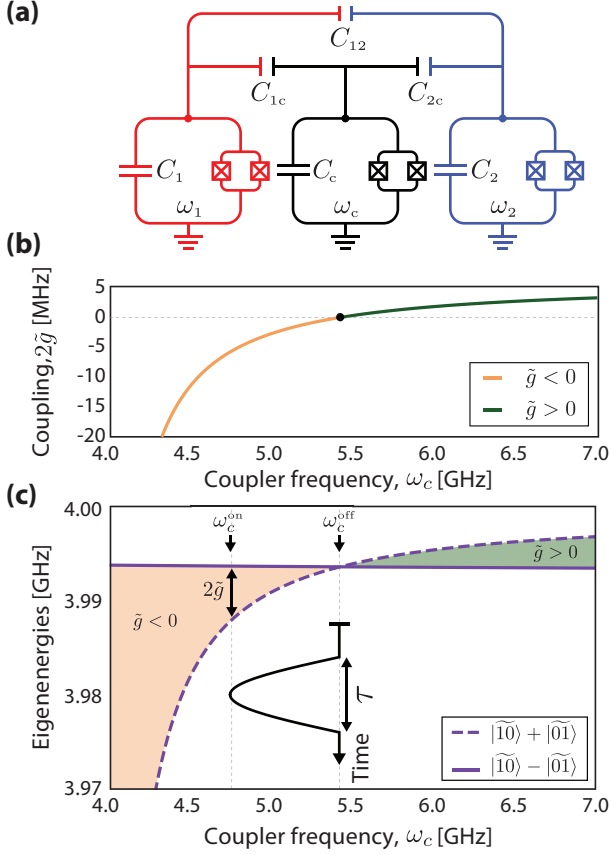 (a)
C₁₂
C₁c C₂c
C₁ Cc C₂
ω₁ ωc ω₂
(b)
5
0
-5
-10
-15
-20
Coupling, 2g̃ [MHz]
g̃ < 0
g̃ > 0
4.0 4.5 5.0 5.5 6.0 6.5 7.0
Coupler frequency, ωc [GHz]
(c)
4.00
3.99
3.98
3.97
Eigenenergies [GHz]
ωc^on ωc^off
g̃ > 0
2g̃
g̃ < 0
τ
Time
|1͠0⟩ + |0͠1⟩
|1͠0⟩ − |0͠1⟩
4.0 4.5 5.0 5.5 6.0 6.5 7.0
Coupler frequency, ωc [GHz]